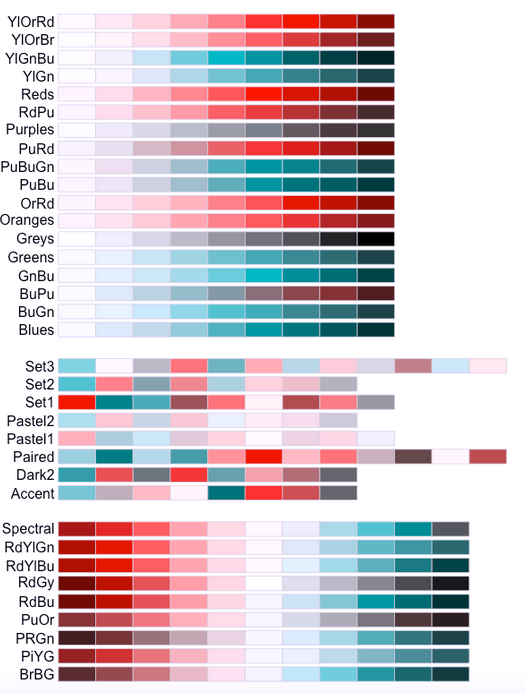 YlOrRd
YlOrBr
YlGnBu
YlGn
Reds
RdPu
Purples
PuRd
PuBuGn
PuBu
OrRd
Oranges
Greys
Greens
GnBu
BuPu
BuGn
Blues
Set3
Set2
Set1
Pastel2
Pastel1
Paired
Dark2
Accent
Spectral
RdYlGn
RdYlBu
RdGy
RdBu
PuOr
PRGn
PiYG
BrBG